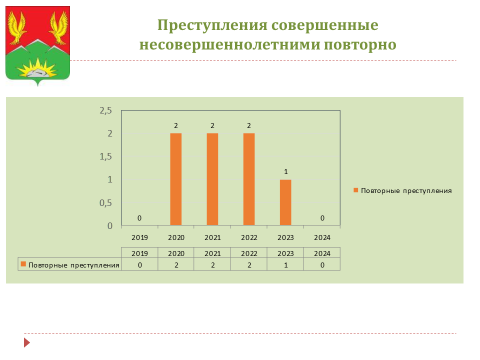 Преступления совершенные
несовершеннолетними повторно
2,5
2
1,5
1
0,5
0
0 2 2 2 1 0
2019 2020 2021 2022 2023 2024
Повторные преступления
2019 2020 2021 2022 2023 2024
Повторные преступления 0 2 2 2 1 0